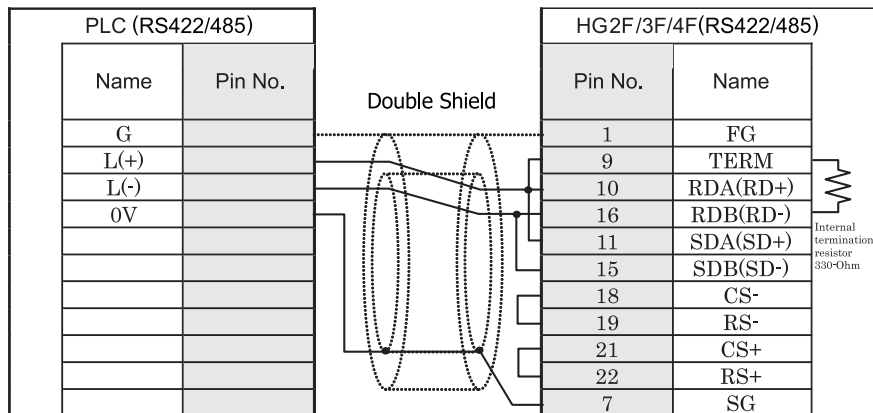 PLC (RS422/485)
HG2F/3F/4F(RS422/485)
Name Pin No.
Double Shield
Pin No. Name
G
L(+)
L(-)
0V
1 FG
9 TERM
10 RDA(RD+)
16 RDB(RD-)
11 SDA(SD+)
15 SDB(SD-)
18 CS-
19 RS-
21 CS+
22 RS+
7 SG
Internal
termination
resistor
330-Ohm